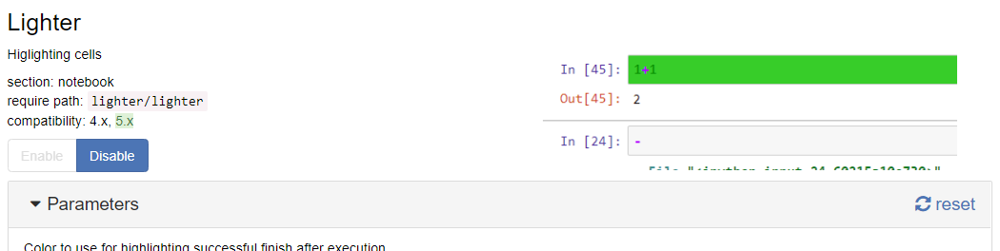 Lighter
Higlighting cells
section: notebook
require path: lighter/lighter
compatibility: 4.x, 5.x
Enable Disable
In [45]: 1+1
Out[45]: 2
In [24]: -
Parameters
reset
Color to use for highlighting successful finish after execution